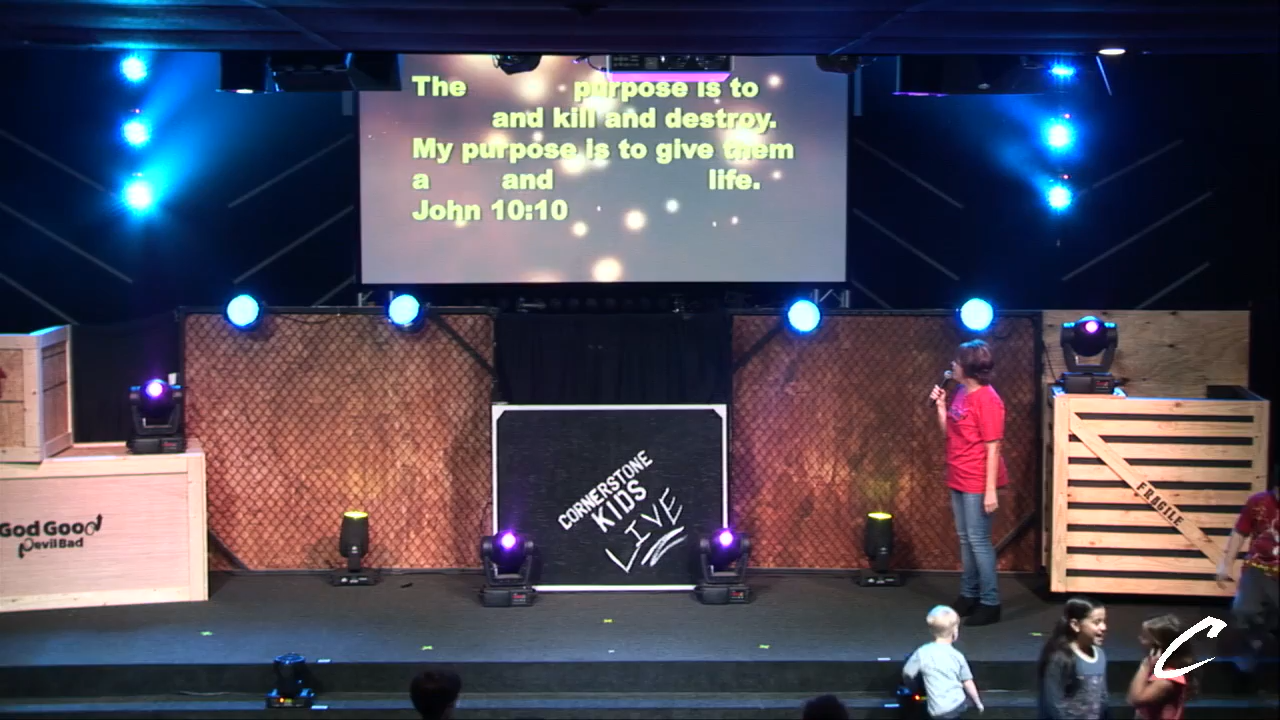 The purpose is to
and kill and destroy.
My purpose is to give them
a and life.
John 10:10
CORNERSTONE
KIDS
LIVE
God Good
Devil Bad
FRAGILE
C